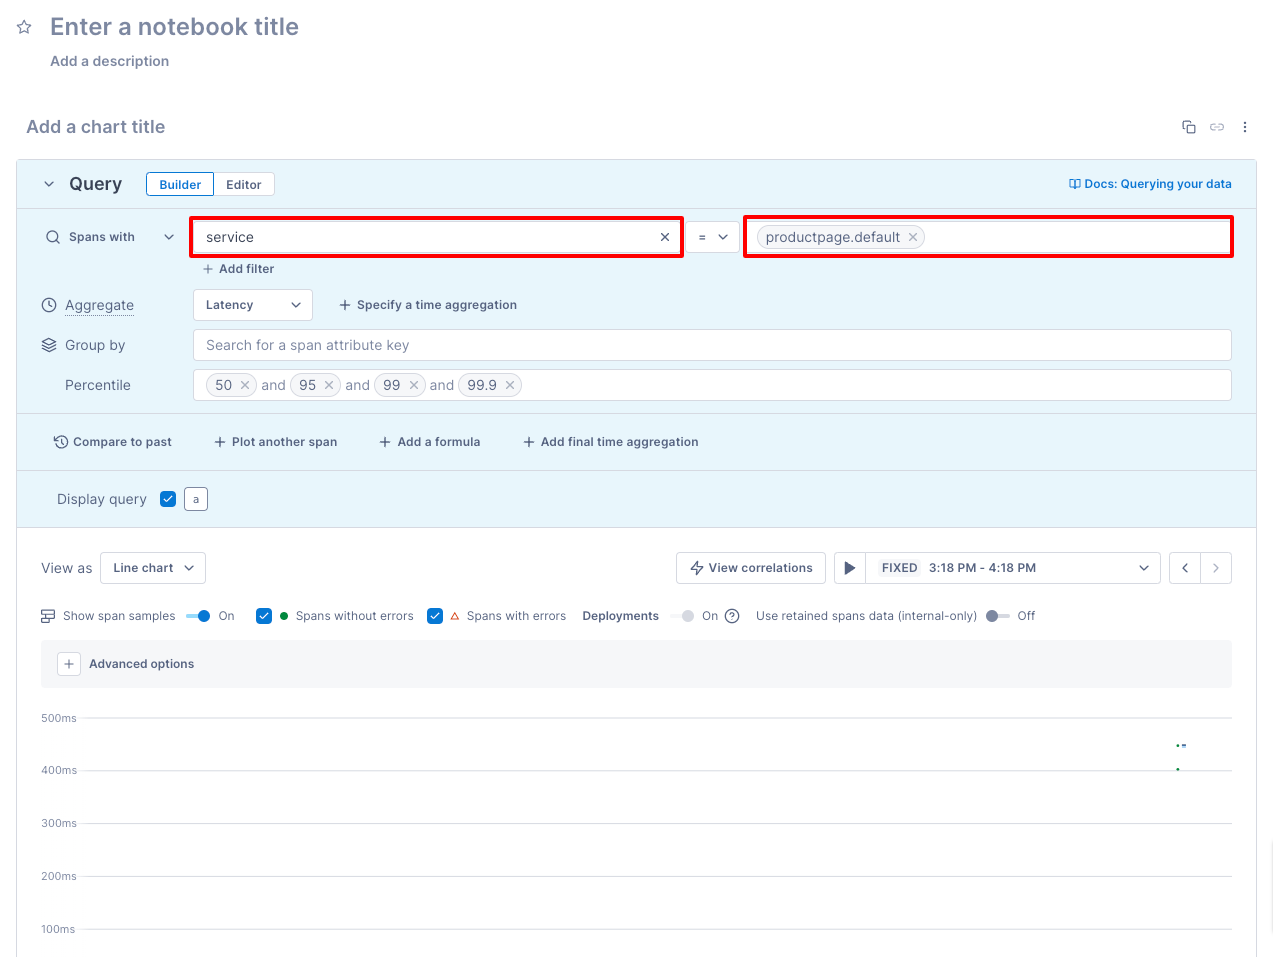 Enter a notebook title
Add a description
Add a chart title
Query Builder Editor Docs: Querying your data
Spans with service = productpage.default
Add filter
Aggregate Latency Specify a time aggregation
Group by Search for a span attribute key
Percentile 50 and 95 and 99 and 99.9
Compare to past Plot another span Add a formula Add final time aggregation
Display query a
View as Line chart View correlations FIXED 3:18 PM - 4:18 PM
Show span samples On Spans without errors Spans with errors Deployments On Use retained spans data (internal-only) Off
Advanced options
500ms
400ms
300ms
200ms
100ms